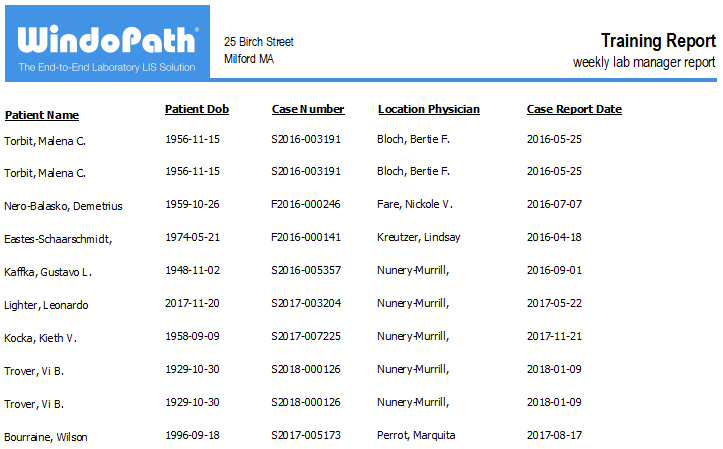 WindoPath®
The End-to-End Laboratory LIS Solution
25 Birch Street
Milford MA
Training Report
weekly lab manager report
Patient Name Patient Dob Case Number Location Physician Case Report Date
Torbit, Malena C. 1956-11-15 S2016-003191 Bloch, Bertie F. 2016-05-25
Torbit, Malena C. 1956-11-15 S2016-003191 Bloch, Bertie F. 2016-05-25
Nero-Balasko, Demetrius 1959-10-26 F2016-000246 Fare, Nickole V. 2016-07-07
Eastes-Schaarschmidt, 1974-05-21 F2016-000141 Kreutzer, Lindsay 2016-04-18
Kaffka, Gustavo L. 1948-11-02 S2016-005357 Nunery-Murrill, 2016-09-01
Lighter, Leonardo 2017-11-20 S2017-003204 Nunery-Murrill, 2017-05-22
Kocka, Kieth V. 1958-09-09 S2017-007225 Nunery-Murrill, 2017-11-21
Trover, Vi B. 1929-10-30 S2018-000126 Nunery-Murrill, 2018-01-09
Trover, Vi B. 1929-10-30 S2018-000126 Nunery-Murrill, 2018-01-09
Bourraine, Wilson 1996-09-18 S2017-005173 Perrot, Marquita 2017-08-17